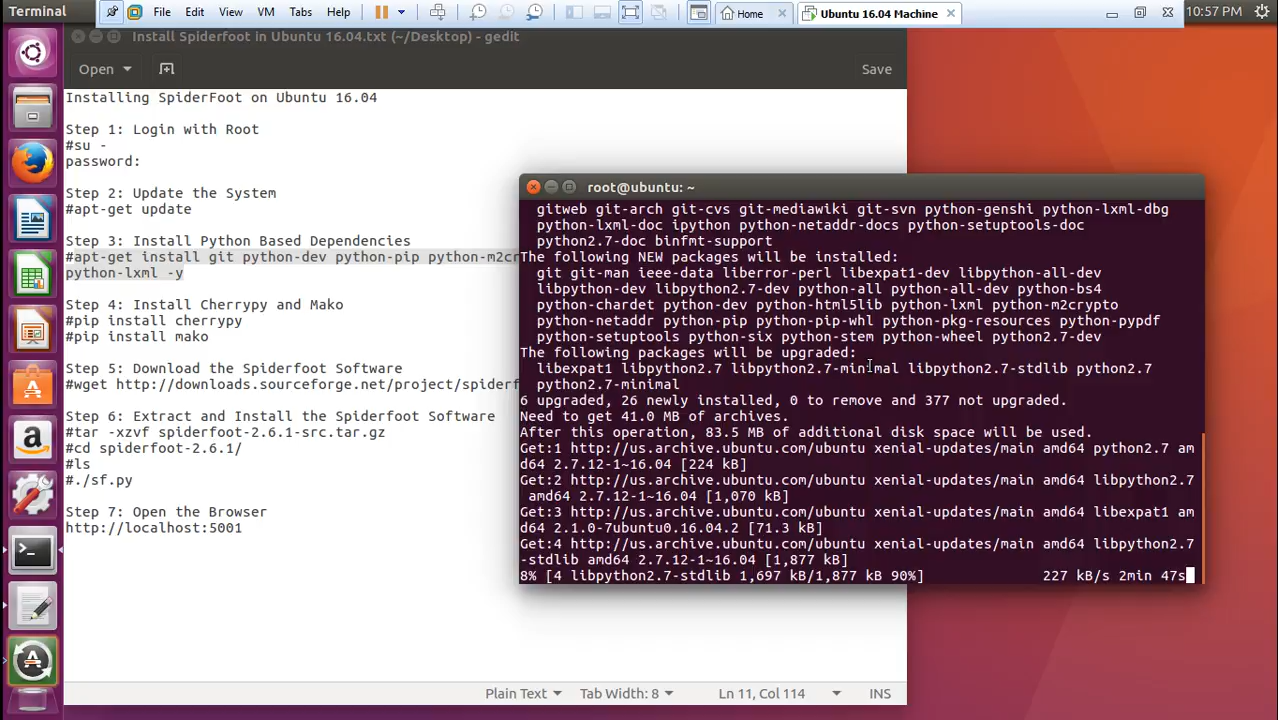 Terminal
File Edit View VM Tabs Help
Home
Ubuntu 16.04 Machine
10:57 PM
Install Spiderfoot in Ubuntu 16.04.txt (~/Desktop) - gedit
Open
Save
Installing SpiderFoot on Ubuntu 16.04
Step 1: Login with Root
#su -
password:
Step 2: Update the System
#apt-get update
Step 3: Install Python Based Dependencies
#apt-get install git python-dev python-pip python-m2cr
python-lxml -y
Step 4: Install Cherrypy and Mako
#pip install cherrypy
#pip install mako
Step 5: Download the Spiderfoot Software
#wget http://downloads.sourceforge.net/project/spiderf
Step 6: Extract and Install the Spiderfoot Software
#tar -xzvf spiderfoot-2.6.1-src.tar.gz
#cd spiderfoot-2.6.1/
#ls
#./sf.py
Step 7: Open the Browser
http://localhost:5001
root@ubuntu: ~
gitweb git-arch git-cvs git-mediawiki git-svn python-genshi python-lxml-dbg
python-lxml-doc ipython python-netaddr-docs python-setuptools-doc
python2.7-doc binfmt-support
The following NEW packages will be installed:
git git-man ieee-data liberror-perl libexpat1-dev libpython-all-dev
libpython-dev libpython2.7-dev python-all python-all-dev python-bs4
python-chardet python-dev python-html5lib python-lxml python-m2crypto
python-netaddr python-pip python-pip-whl python-pkg-resources python-pypdf
python-setuptools python-six python-stem python-wheel python2.7-dev
The following packages will be upgraded:
libexpat1 libpython2.7 libpython2.7-minimal libpython2.7-stdlib python2.7
python2.7-minimal
6 upgraded, 26 newly installed, 0 to remove and 377 not upgraded.
Need to get 41.0 MB of archives.
After this operation, 83.5 MB of additional disk space will be used.
Get:1 http://us.archive.ubuntu.com/ubuntu xenial-updates/main amd64 python2.7 am
d64 2.7.12-1~16.04 [224 kB]
Get:2 http://us.archive.ubuntu.com/ubuntu xenial-updates/main amd64 libpython2.7
amd64 2.7.12-1~16.04 [1,070 kB]
Get:3 http://us.archive.ubuntu.com/ubuntu xenial-updates/main amd64 libexpat1 am
d64 2.1.0-7ubuntu0.16.04.2 [71.3 kB]
Get:4 http://us.archive.ubuntu.com/ubuntu xenial-updates/main amd64 libpython2.7
-stdlib amd64 2.7.12-1~16.04 [1,877 kB]
8% [4 libpython2.7-stdlib 1,697 kB/1,877 kB 90%] 227 kB/s 2min 47s
Plain Text Tab Width: 8 Ln 11, Col 114 INS